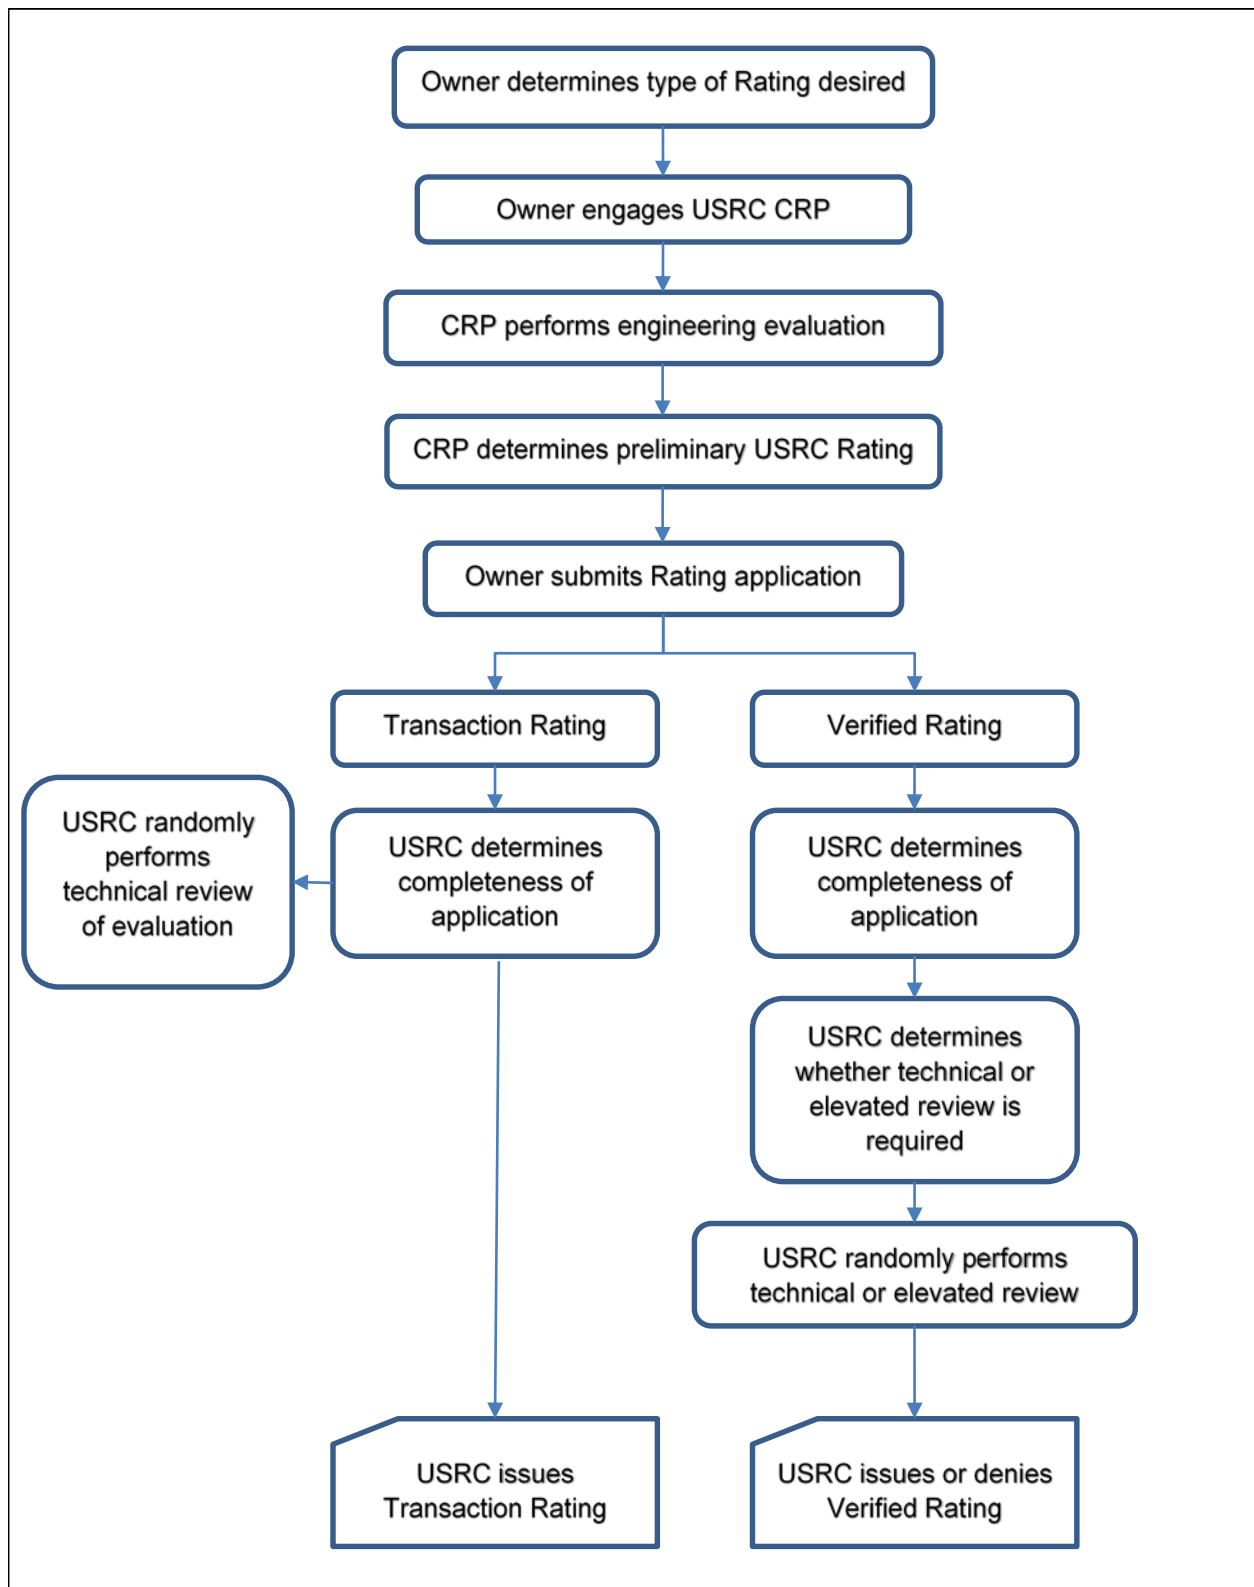 Owner determines type of Rating desired
Owner engages USRC CRP
CRP performs engineering evaluation
CRP determines preliminary USRC Rating
Owner submits Rating application
Transaction Rating
Verified Rating
USRC randomly
performs
technical review
of evaluation
USRC determines
completeness of
application
USRC determines
completeness of
application
USRC determines
whether technical or
elevated review is
required
USRC randomly performs
technical or elevated review
USRC issues
Transaction Rating
USRC issues or denies
Verified Rating